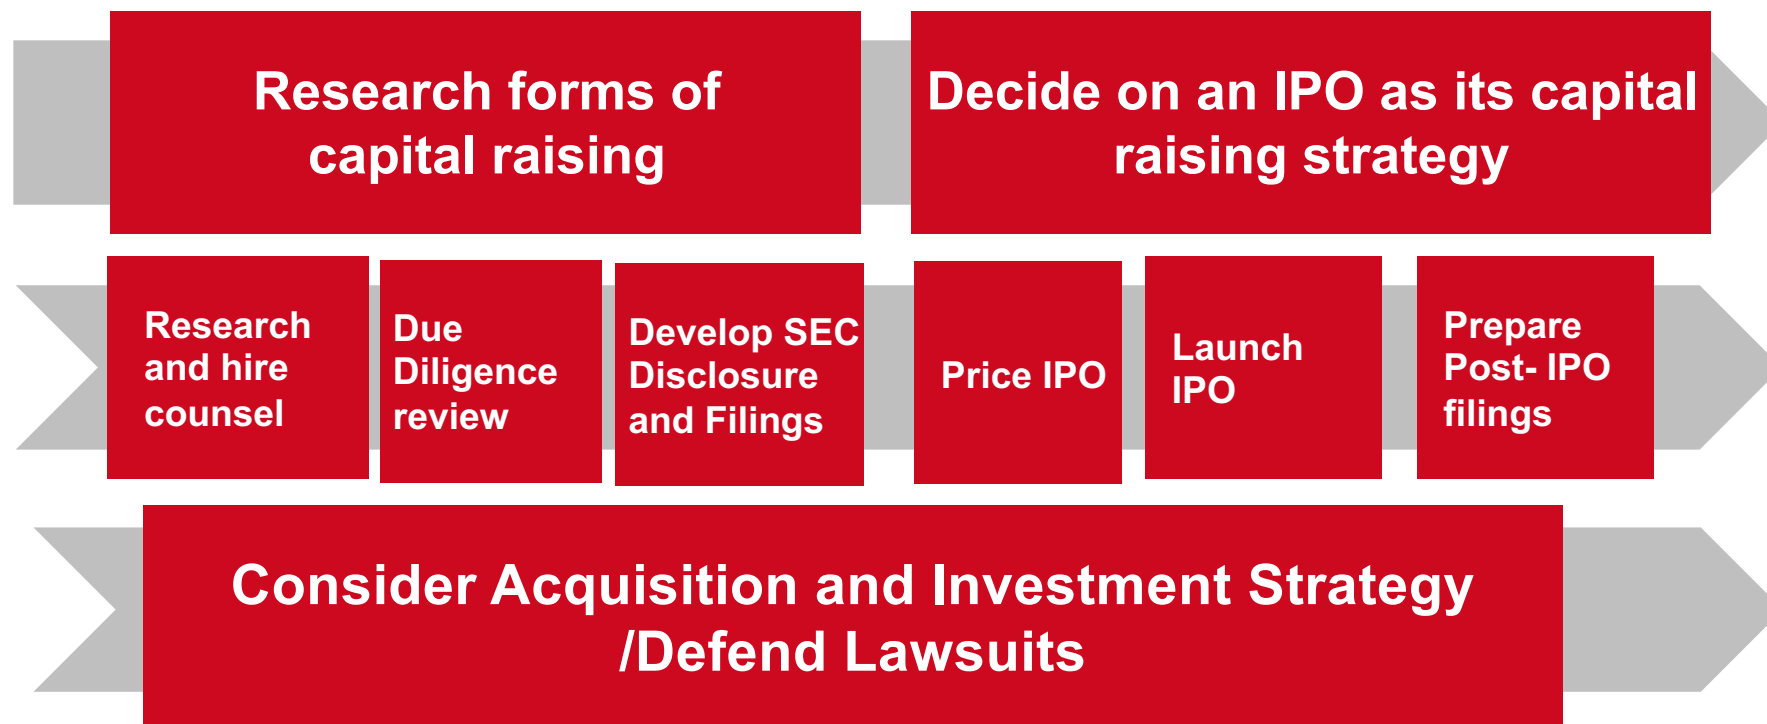 Research forms of
capital raising
Decide on an IPO as its capital
raising strategy
Research
and hire
counsel
Due
Diligence
review
Develop SEC
Disclosure
and Filings
Price IPO
Launch
IPO
Prepare
Post- IPO
filings
Consider Acquisition and Investment Strategy
/Defend Lawsuits